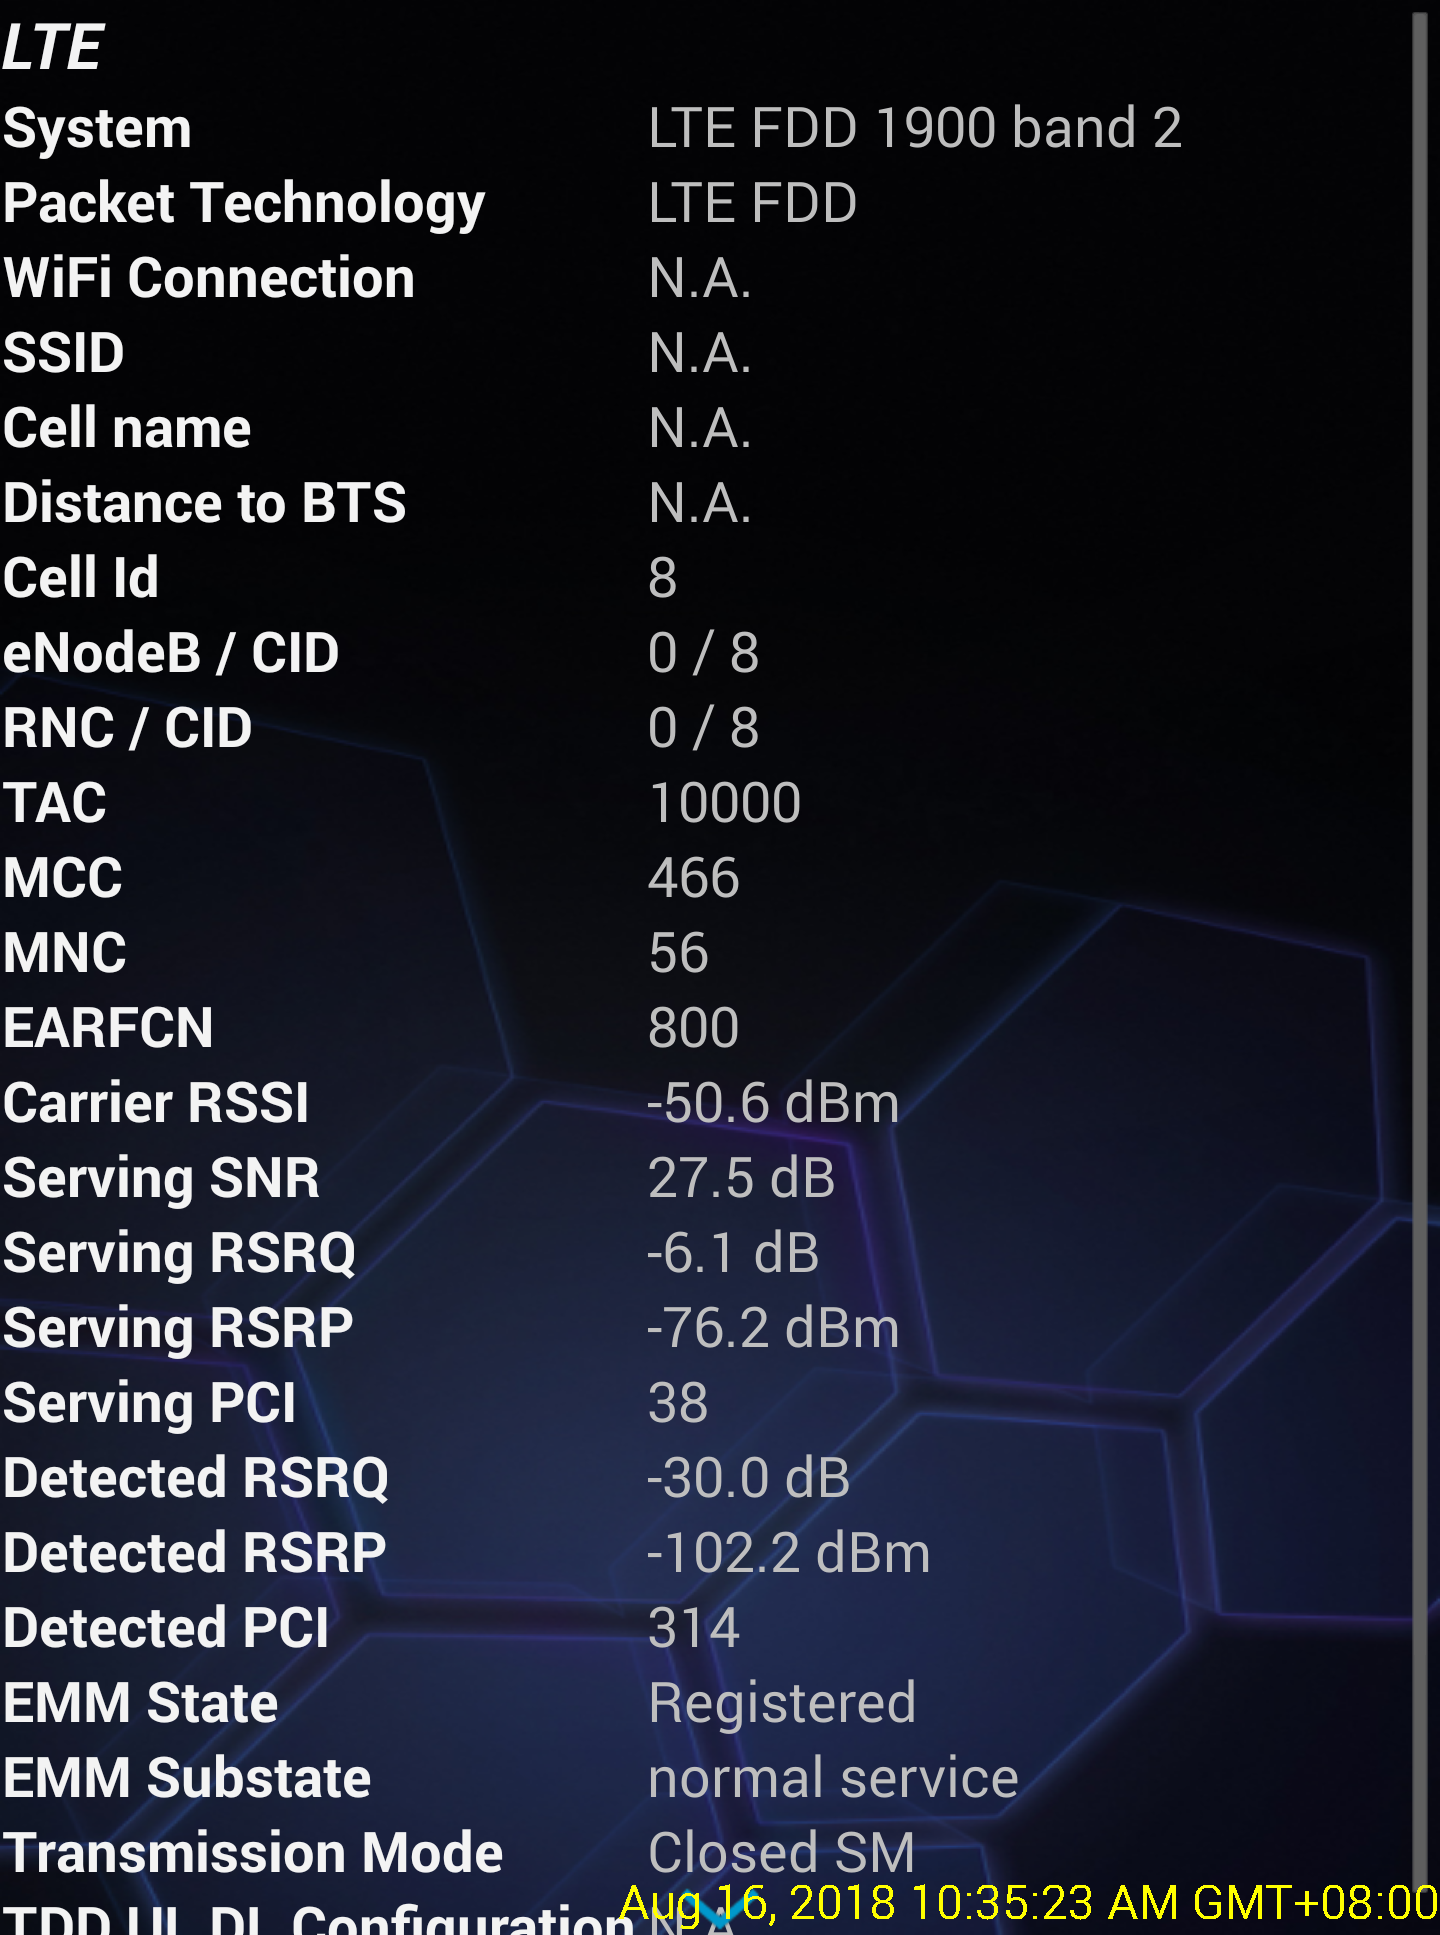 LTE
System LTE FDD 1900 band 2
Packet Technology LTE FDD
WiFi Connection N.A.
SSID N.A.
Cell name N.A.
Distance to BTS N.A.
Cell Id 8
eNodeB / CID 0 / 8
RNC / CID 0 / 8
TAC 10000
MCC 466
MNC 56
EARFCN 800
Carrier RSSI -50.6 dBm
Serving SNR 27.5 dB
Serving RSRQ -6.1 dB
Serving RSRP -76.2 dBm
Serving PCI 38
Detected RSRQ -30.0 dB
Detected RSRP -102.2 dBm
Detected PCI 314
EMM State Registered
EMM Substate normal service
Transmission Mode Closed SM
Aug 16, 2018 10:35:23 AM GMT+08:00
TDD UL DL Configuration